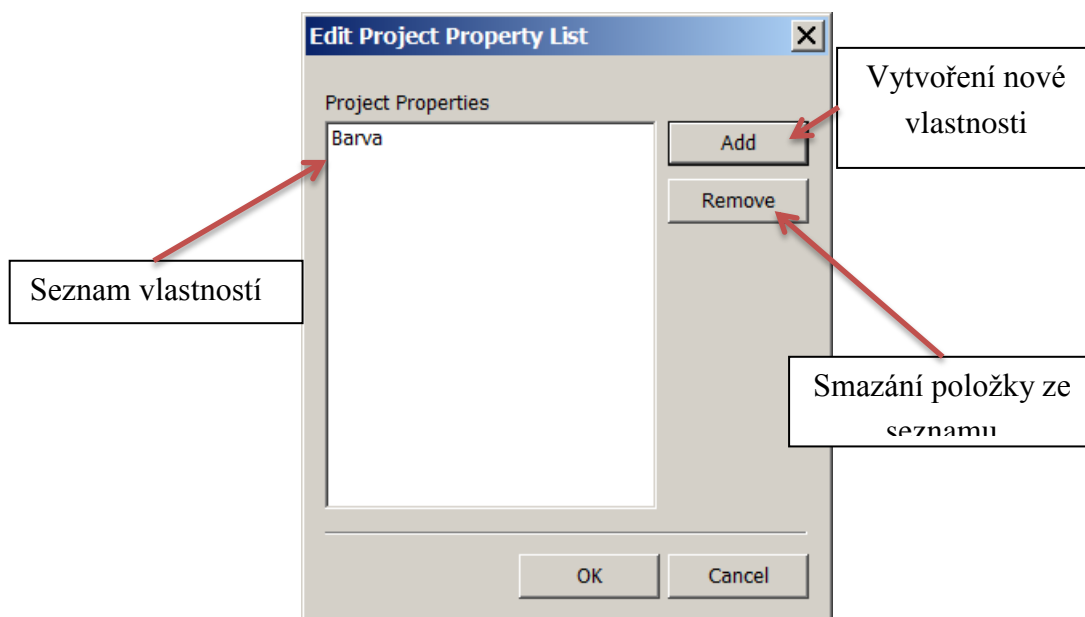 Edit Project Property List
Vytvoření nové
vlastnosti
Project Properties
Barva
Add
Remove
Seznam vlastností
Smazání položky ze
seznamu
OK
Cancel